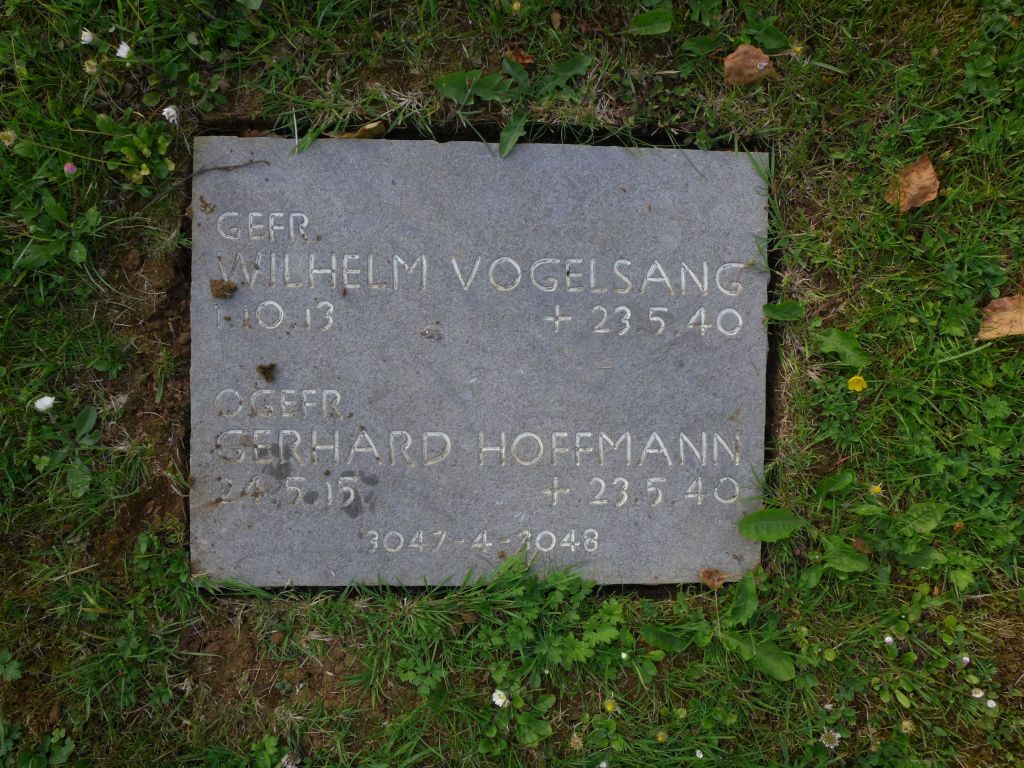 GEFR.
WILHELM VOGELSANG
1.10.13 + 23.5.40
OGEFR.
GERHARD HOFFMANN
24.5.15 + 23.5.40
3047-4-3048